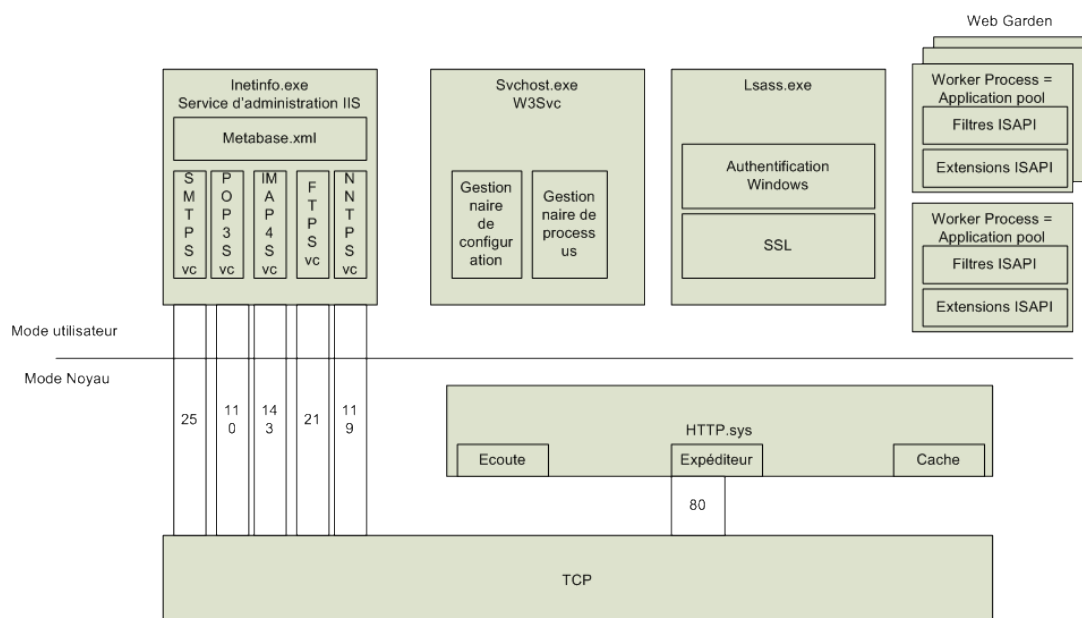 Web Garden
Inetinfo.exe
Service d'administration IIS
Metabase.xml
S
M
T
P
S
vc
P
O
P
3
S
vc
IM
A
P
4
S
vc
F
T
P
S
vc
N
N
T
P
S
vc
Svchost.exe
W3Svc
Gestion
naire
de
configur
ation
Gestion
naire de
process
us
Lsass.exe
Authentification
Windows
SSL
Worker Process =
Application pool
Filtres ISAPI
Extensions ISAPI
Worker Process =
Application pool
Filtres ISAPI
Extensions ISAPI
Mode utilisateur
Mode Noyau
25
11
0
14
3
21
11
9
HTTP.sys
Ecoute
Expéditeur
Cache
80
TCP